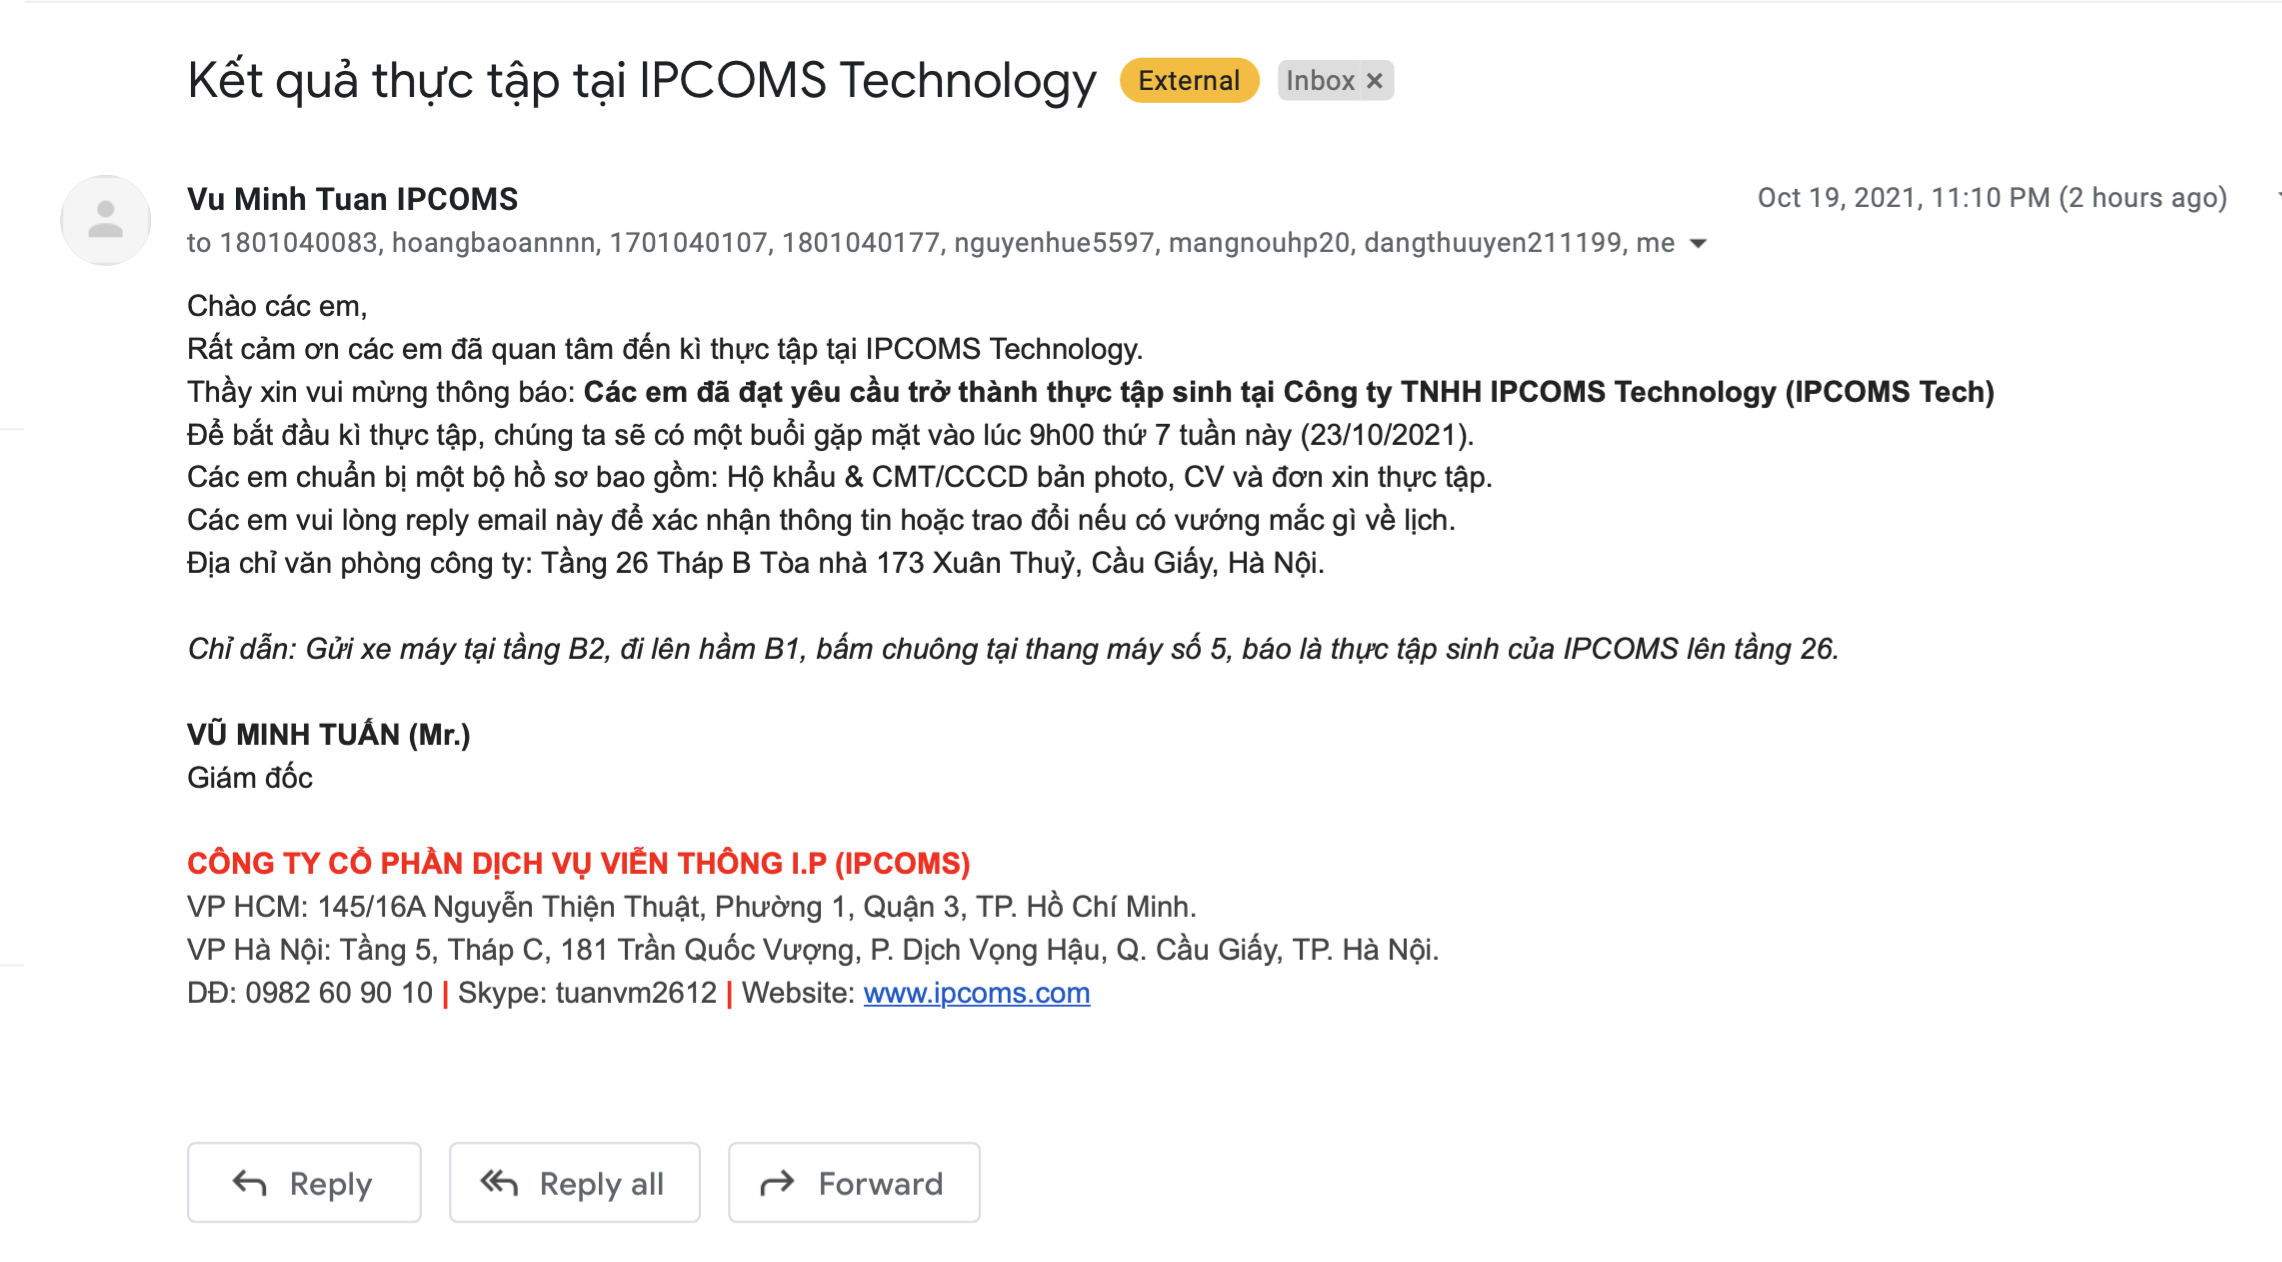 Kết quả thực tập tại IPCOMS Technology External Inbox ×
Vu Minh Tuan IPCOMS Oct 19, 2021, 11:10 PM (2 hours ago)
to 1801040083, hoangbaoannnn, 1701040107, 1801040177, nguyenhue5597, mangnouhp20, dangthuuyen211199, me
Chào các em,
Rất cảm ơn các em đã quan tâm đến kì thực tập tại IPCOMS Technology.
Thầy xin vui mừng thông báo: Các em đã đạt yêu cầu trở thành thực tập sinh tại Công ty TNHH IPCOMS Technology (IPCOMS Tech)
Để bắt đầu kì thực tập, chúng ta sẽ có một buổi gặp mặt vào lúc 9h00 thứ 7 tuần này (23/10/2021).
Các em chuẩn bị một bộ hồ sơ bao gồm: Hộ khẩu & CMT/CCCD bản photo, CV và đơn xin thực tập.
Các em vui lòng reply email này để xác nhận thông tin hoặc trao đổi nếu có vướng mắc gì về lịch.
Địa chỉ văn phòng công ty: Tầng 26 Tháp B Tòa nhà 173 Xuân Thuỷ, Cầu Giấy, Hà Nội.
Chỉ dẫn: Gửi xe máy tại tầng B2, đi lên hầm B1, bấm chuông tại thang máy số 5, báo là thực tập sinh của IPCOMS lên tầng 26.
VŨ MINH TUẤN (Mr.)
Giám đốc
CÔNG TY CỔ PHẦN DỊCH VỤ VIỄN THÔNG I.P (IPCOMS)
VP HCM: 145/16A Nguyễn Thiện Thuật, Phường 1, Quận 3, TP. Hồ Chí Minh.
VP Hà Nội: Tầng 5, Tháp C, 181 Trần Quốc Vượng, P. Dịch Vọng Hậu, Q. Cầu Giấy, TP. Hà Nội.
DĐ: 0982 60 90 10 | Skype: tuanvm2612 | Website: www.ipcoms.com
Reply Reply all Forward